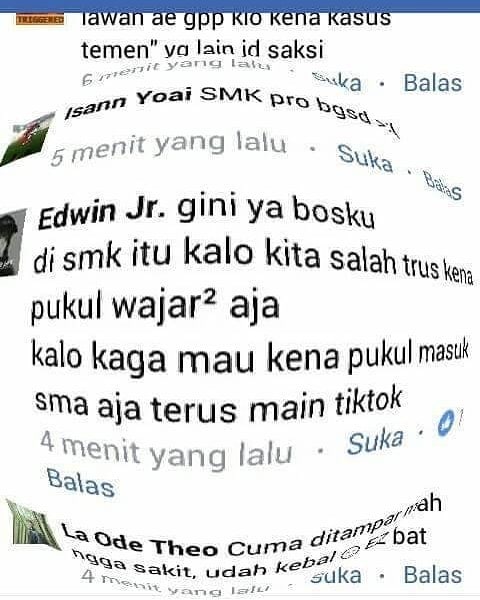 TRIGGERED
lawan ae gpp klo kena kasus
temen" yg lain id saksi
6 menit yang lalu · Suka · Balas
Isann Yoai SMK pro bgsd >:(
5 menit yang lalu · Suka · Balas
Edwin Jr. gini ya bosku
di smk itu kalo kita salah trus kena
pukul wajar² aja
kalo kaga mau kena pukul masuk
sma aja terus main tiktok
4 menit yang lalu · Suka ·
Balas
La Ode Theo Cuma ditampar mah
ngga sakit, udah kebal@ EZ bat
4 menit yang lalu · Suka · Balas